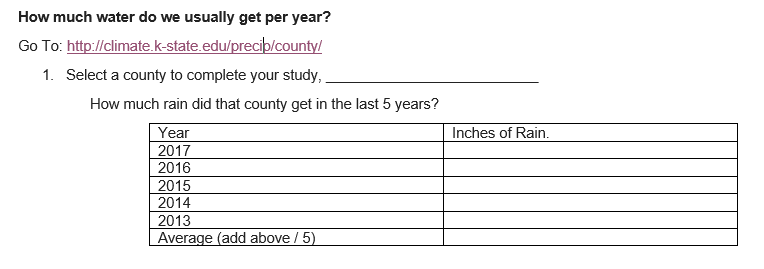 How much water do we usually get per year?
Go To: http://climate.k-state.edu/precip/county/
1. Select a county to complete your study, ___________________________
How much rain did that county get in the last 5 years?
Year Inches of Rain.
2017
2016
2015
2014
2013
Average (add above / 5)